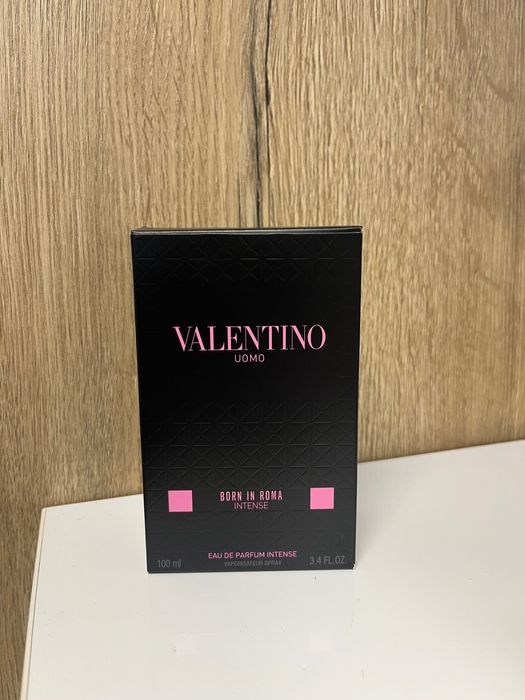 VALENTINO
UOMO
BORN IN ROMA
INTENSE
EAU DE PARFUM INTENSE
100 ml VAPORISATEUR SPRAY 3.4 FL.OZ.